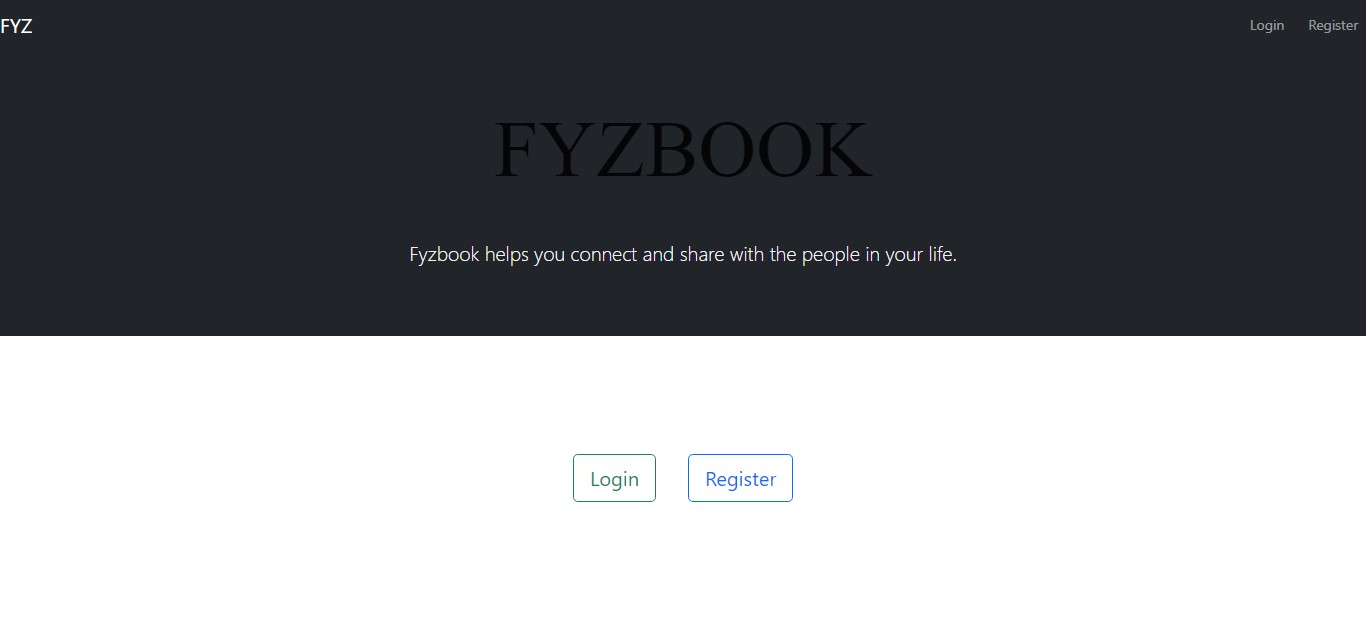 FYZ
Login Register
FYZBOOK
Fyzbook helps you connect and share with the people in your life.
Login Register